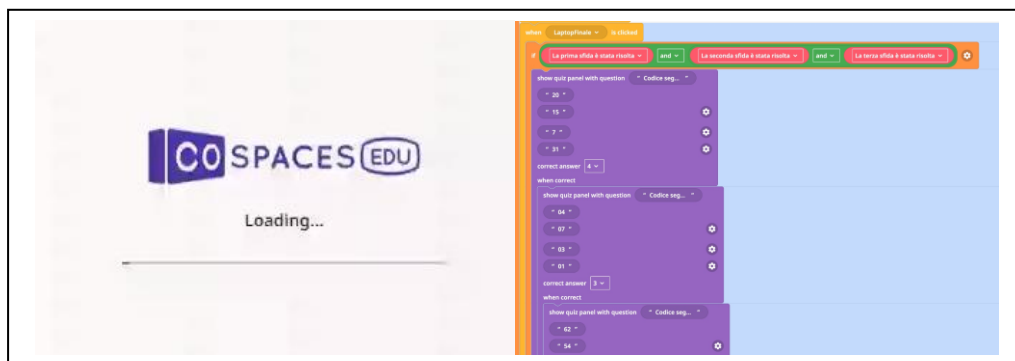 CO SPACES EDU
Loading...
when LaptopFinale is clicked
if La prima sfida è stata risolta and La seconda sfida è stata risolta and La terza sfida è stata risolta
show quiz panel with question " Codice seg... "
" 20 "
" 15 "
" 7 "
" 31 "
correct answer 4
when correct
show quiz panel with question " Codice seg... "
" 04 "
" 07 "
" 03 "
" 01 "
correct answer 3
when correct
show quiz panel with question " Codice seg... "
" 62 "
" 54 "